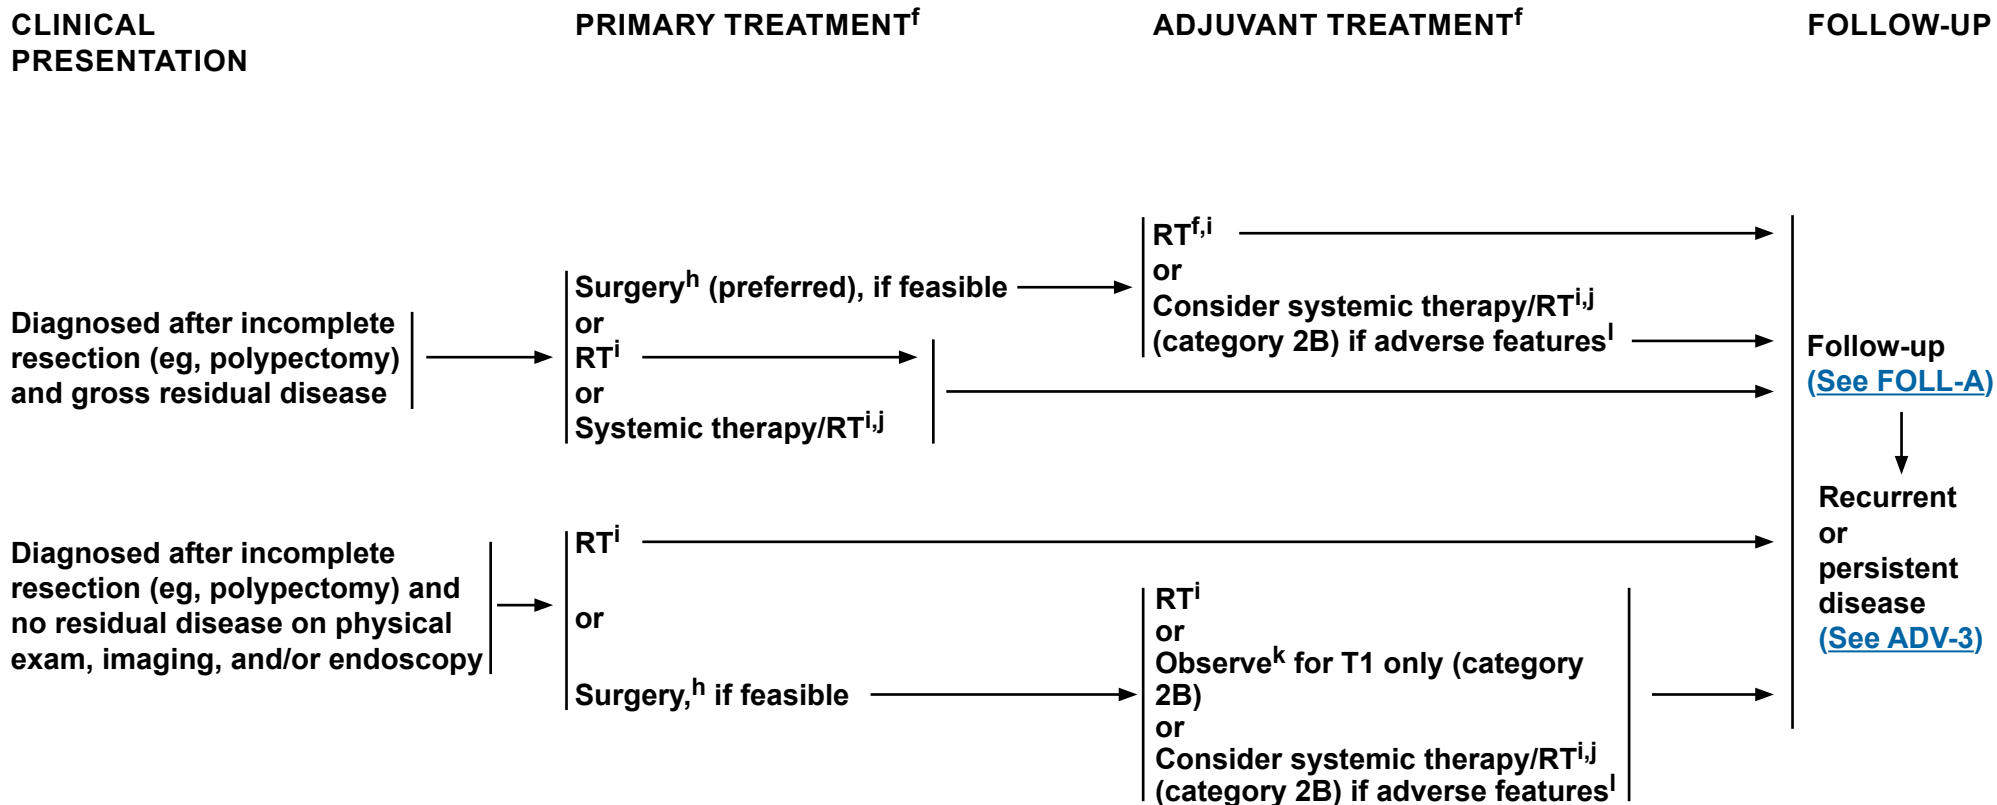 CLINICAL
PRESENTATION
PRIMARY TREATMENTf
ADJUVANT TREATMENTf
FOLLOW-UP
Diagnosed after incomplete
resection (eg, polypectomy)
and gross residual disease
Surgeryh (preferred), if feasible
or
RTi
or
Systemic therapy/RTi,j
RTf,i
or
Consider systemic therapy/RTi,j
(category 2B) if adverse featuresl
Diagnosed after incomplete
resection (eg, polypectomy) and
no residual disease on physical
exam, imaging, and/or endoscopy
RTi
or
Surgery,h if feasible
RTi
or
Observek for T1 only (category
2B)
or
Consider systemic therapy/RTi,j
(category 2B) if adverse featuresl
Follow-up
(See FOLL-A)
Recurrent
or
persistent
disease
(See ADV-3)